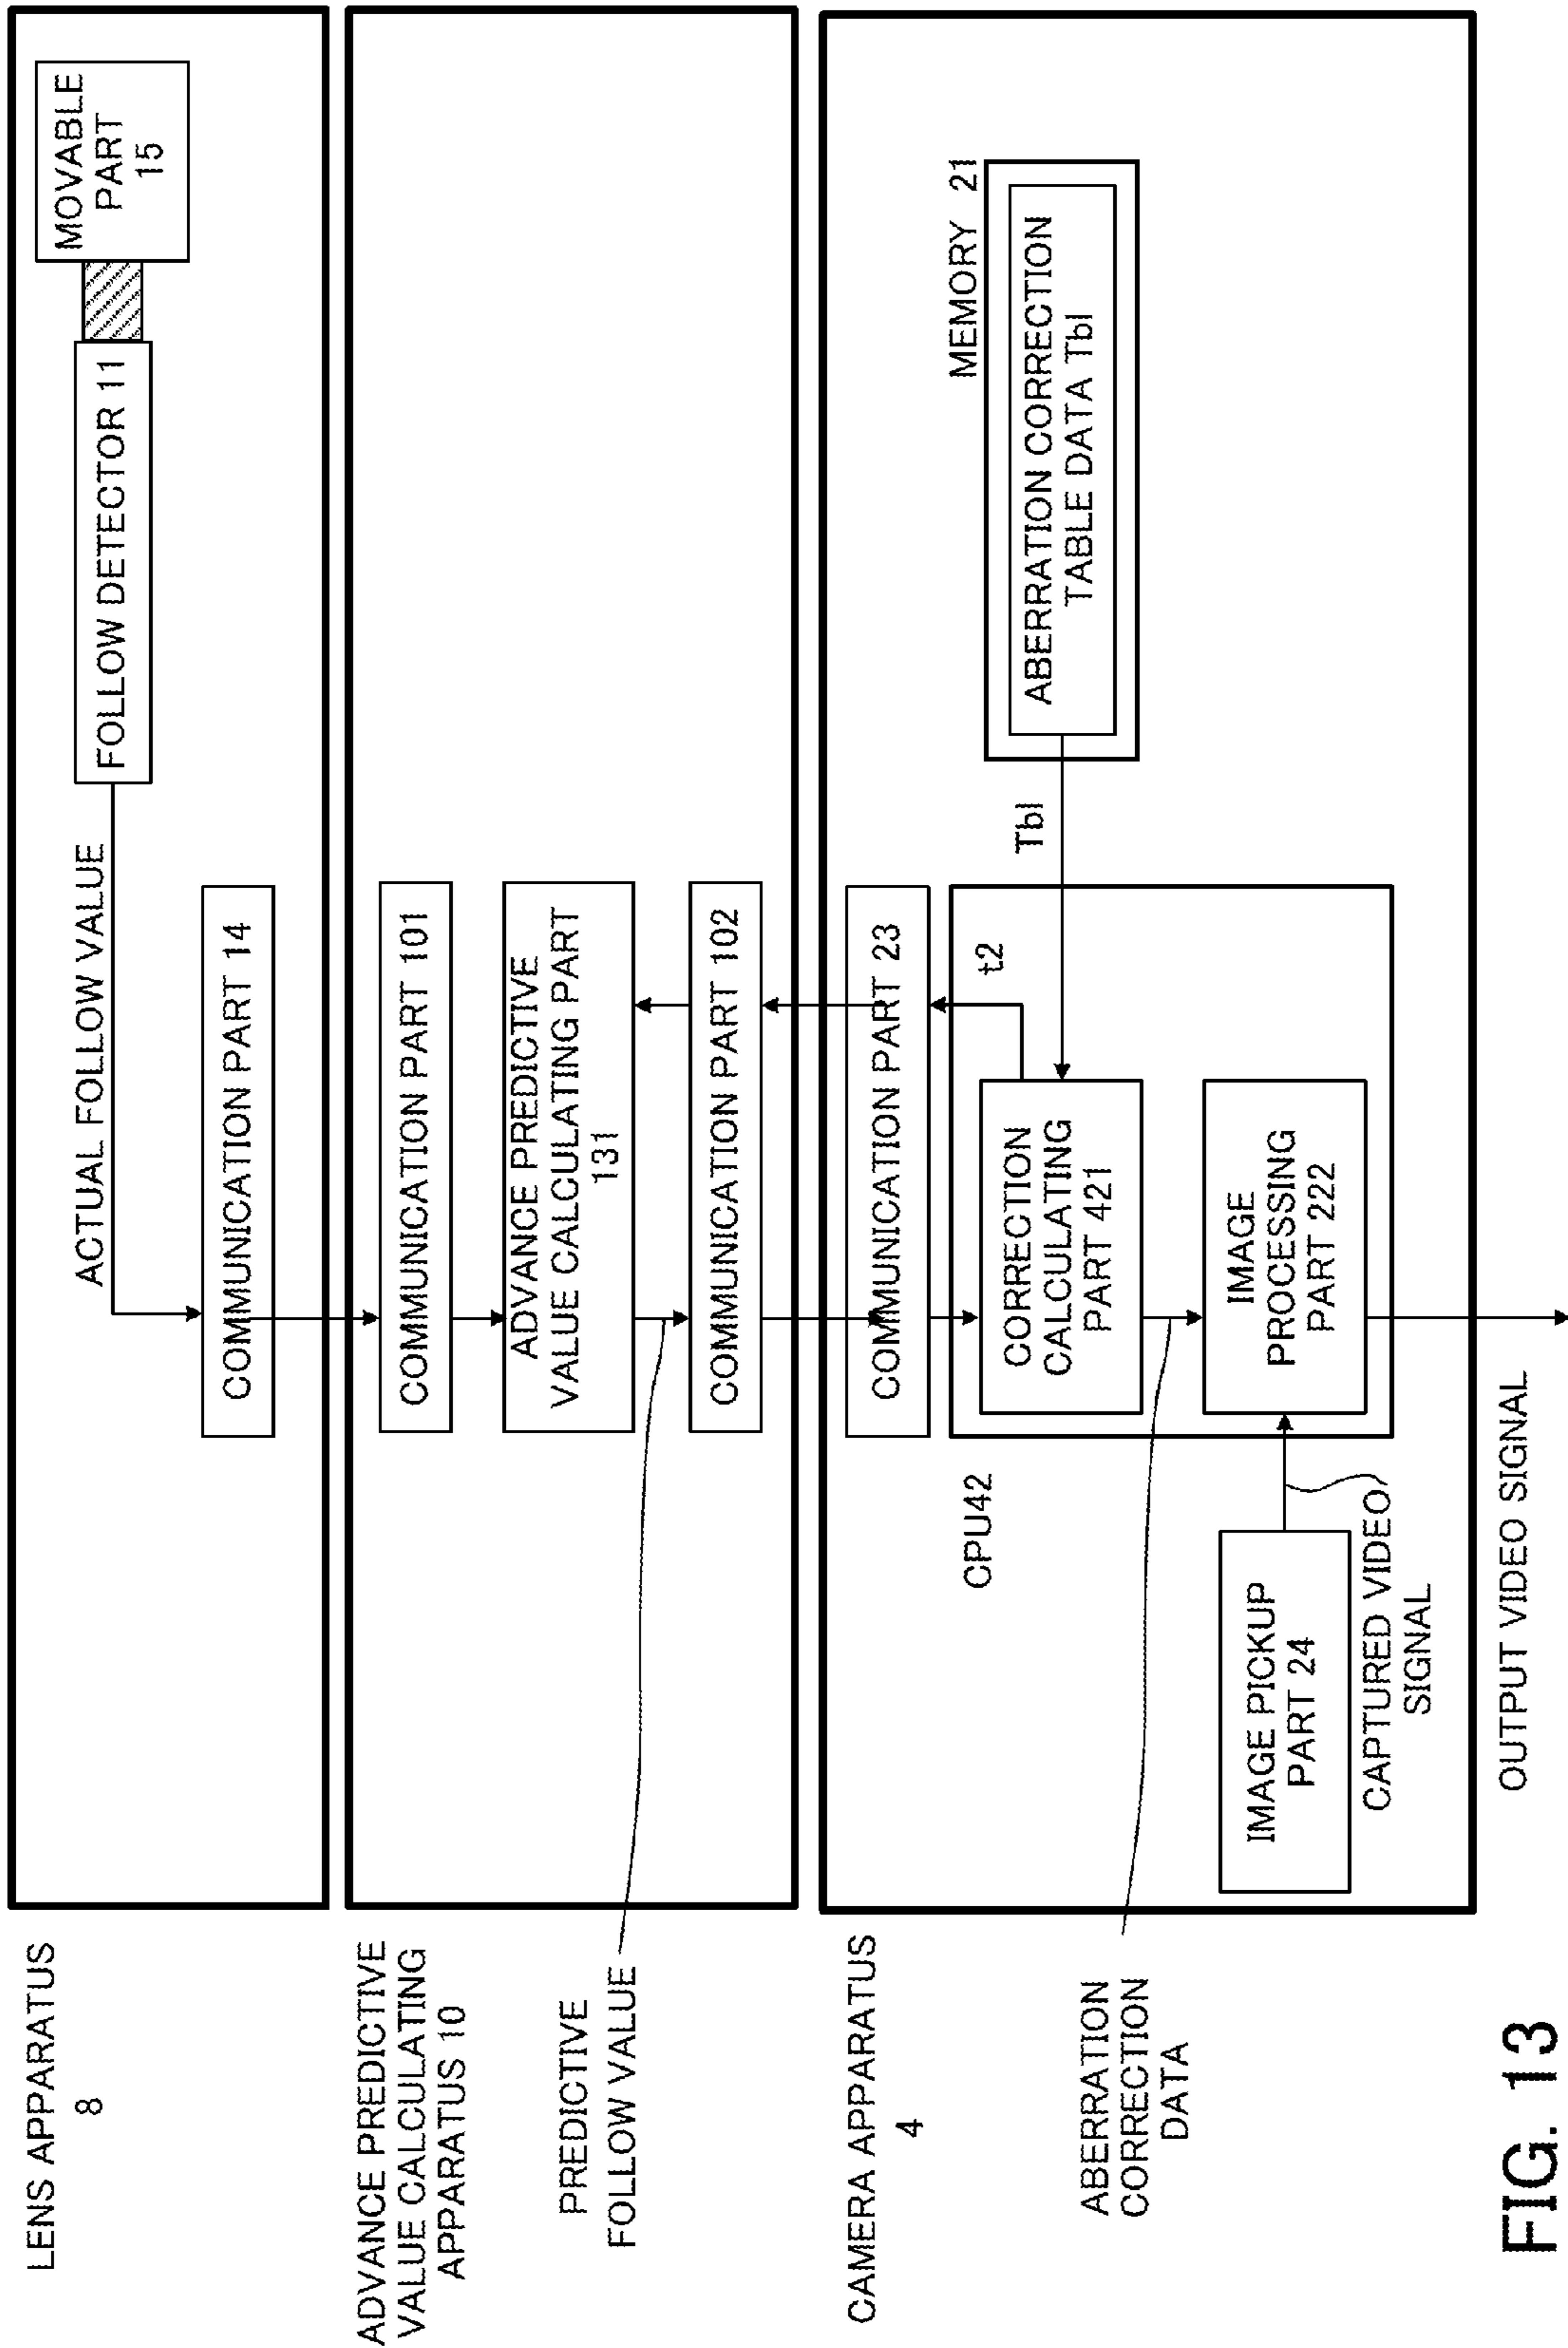 LENS APPARATUS
8
MOVABLE
PART
15
FOLLOW DETECTOR 11
ACTUAL FOLLOW VALUE
COMMUNICATION PART 14
ADVANCE PREDICTIVE
VALUE CALCULATING
APPARATUS 10
COMMUNICATION PART 101
ADVANCE PREDICTIVE
VALUE CALCULATING PART
131
PREDICTIVE
FOLLOW VALUE
COMMUNICATION PART 102
CAMERA APPARATUS
4
COMMUNICATION PART 23
MEMORY 21
ABERRATION CORRECTION
TABLE DATA Tbl
Tbl
t2
CPU42
CORRECTION
CALCULATING
PART 421
ABERRATION
CORRECTION
DATA
IMAGE
PROCESSING
PART 222
IMAGE PICKUP
PART 24
CAPTURED VIDEO
SIGNAL
OUTPUT VIDEO SIGNAL
FIG. 13